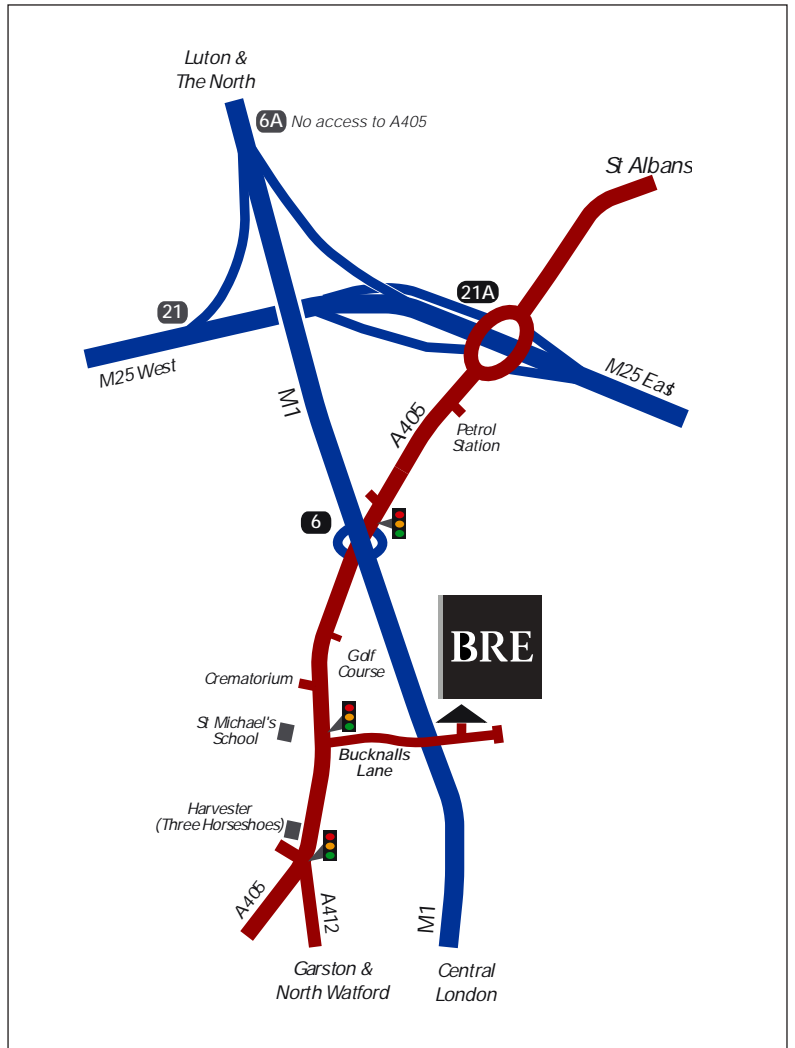 Luton &
The North
6A No access to A405
St Albans
21A
21
M25 West
M25 East
M1
A405
Petrol
Station
6
BRE
Golf
Course
Crematorium
St Michael's
School
Bucknalls
Lane
Harvester
(Three Horseshoes)
A405
A412
M1
Garston &
North Watford
Central
London